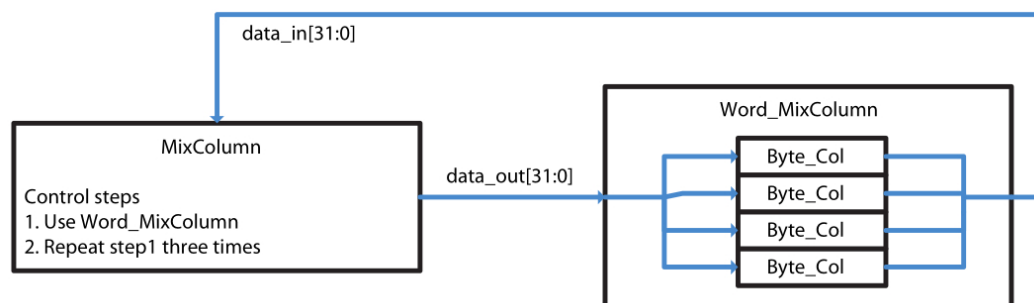 data_in[31:0]
MixColumn
Control steps
1. Use Word_MixColumn
2. Repeat step1 three times
data_out[31:0]
Word_MixColumn
Byte_Col
Byte_Col
Byte_Col
Byte_Col